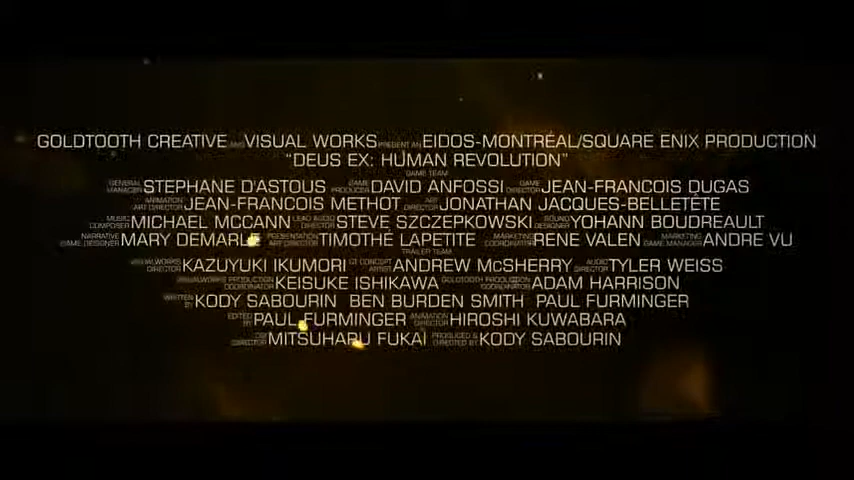 GOLDTOOTH CREATIVE AND VISUAL WORKS PRESENT AN EIDOS-MONTRÉAL/SQUARE ENIX PRODUCTION
"DEUS EX: HUMAN REVOLUTION"
GAME TEAM
GENERAL MANAGER STEPHANE D'ASTOUS GAME PRODUCER DAVID ANFOSSI GAME DIRECTOR JEAN-FRANCOIS DUGAS
ANIMATION ART DIRECTOR JEAN-FRANCOIS METHOT ART DIRECTOR JONATHAN JACQUES-BELLETÊTE
MUSIC COMPOSER MICHAEL MCCANN LEAD AUDIO DIRECTOR STEVE SZCZEPKOWSKI SOUND DESIGNER YOHANN BOUDREAULT
NARRATIVE GAME DESIGNER MARY DEMARLE PRESENTATION ART DIRECTOR TIMOTHÉ LAPETITE MARKETING COORDINATOR RENE VALEN MARKETING GAME MANAGER ANDRE VU
TRAILER TEAM
VISUAL WORKS DIRECTOR KAZUYUKI IKUMORI GT CONCEPT ARTIST ANDREW McSHERRY AUDIO DIRECTOR TYLER WEISS
VISUAL WORKS PRODUCTION COORDINATOR KEISUKE ISHIKAWA GOLDTOOTH PRODUCTION COORDINATOR ADAM HARRISON
WRITTEN BY KODY SABOURIN BEN BURDEN SMITH PAUL FURMINGER
EDITED BY PAUL FURMINGER ANIMATION DIRECTOR HIROSHI KUWABARA
DIRECTOR MITSUHARU FUKAI PRODUCED & DIRECTED BY KODY SABOURIN